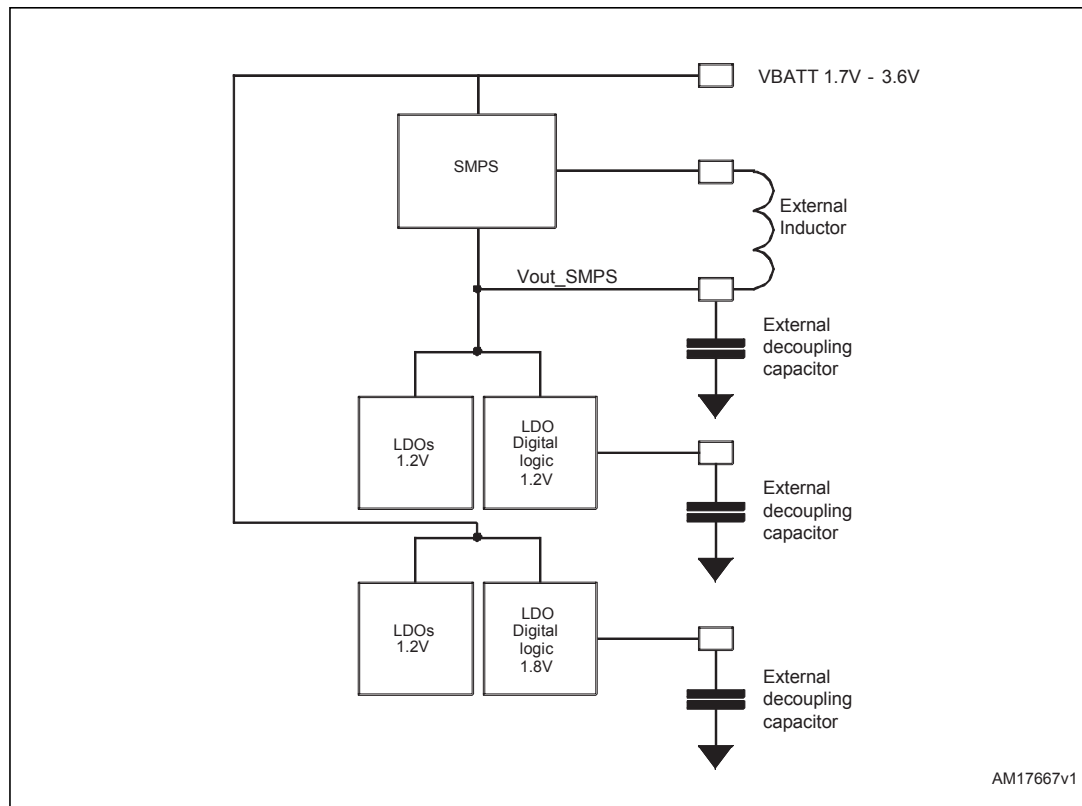 VBATT 1.7V - 3.6V
SMPS
External
Inductor
Vout_SMPS
External
decoupling
capacitor
LDOs
1.2V
LDO
Digital
logic
1.2V
External
decoupling
capacitor
LDOs
1.2V
LDO
Digital
logic
1.8V
External
decoupling
capacitor
AM17667v1